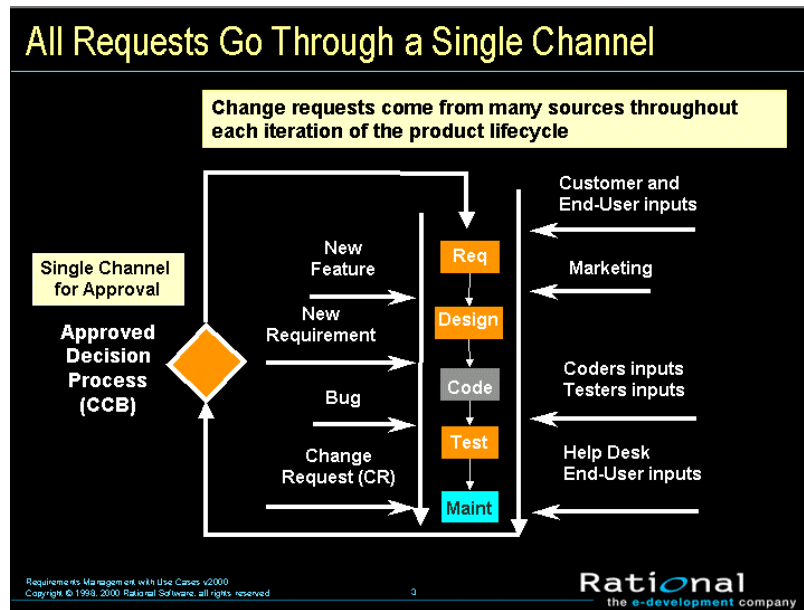 All Requests Go Through a Single Channel
Change requests come from many sources throughout
each iteration of the product lifecycle
Customer and
End-User inputs
New
Feature
Req
Marketing
Single Channel
for Approval
New
Requirement
Design
Approved
Decision
Process
(CCB)
Coders inputs
Testers inputs
Code
Bug
Test
Change
Request (CR)
Help Desk
End-User inputs
Maint
Requirements Management with Use Cases v2000
Copyright © 1998, 2000 Rational Software, all rights reserved
3
Rational
the e-development company